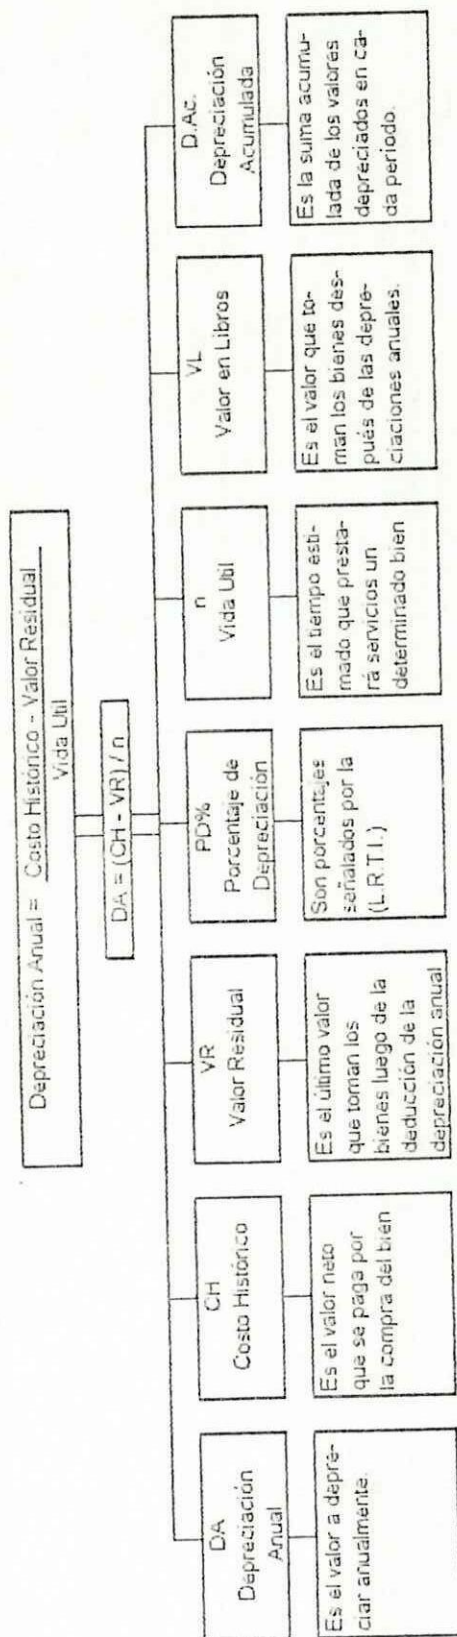 Depreciación Anual = Costo Histórico - Valor Residual
Vida Util
DA = (CH - VR) / n
DA
Depreciación
Anual
Es el valor a depre-
ciar anualmente.
CH
Costo Histórico
Es el valor neto
que se paga por
la compra del bien
VR
Valor Residual
Es el último valor
que toman los
bienes luego de la
deducción de la
depreciación anual
PD%
Porcentaje de
Depreciación
Son porcentajes
señalados por la
(L.R.T.I.)
n
Vida Util
Es el tiempo esti-
mado que presta-
rá servicios un
determinado bien
VL
Valor en Libros
Es el valor que to-
man los bienes des-
pués de las depre-
ciaciones anuales.
D.Ac.
Depreciación
Acumulada
Es la suma acumu-
lada de los valores
depreciados en ca-
da periodo.